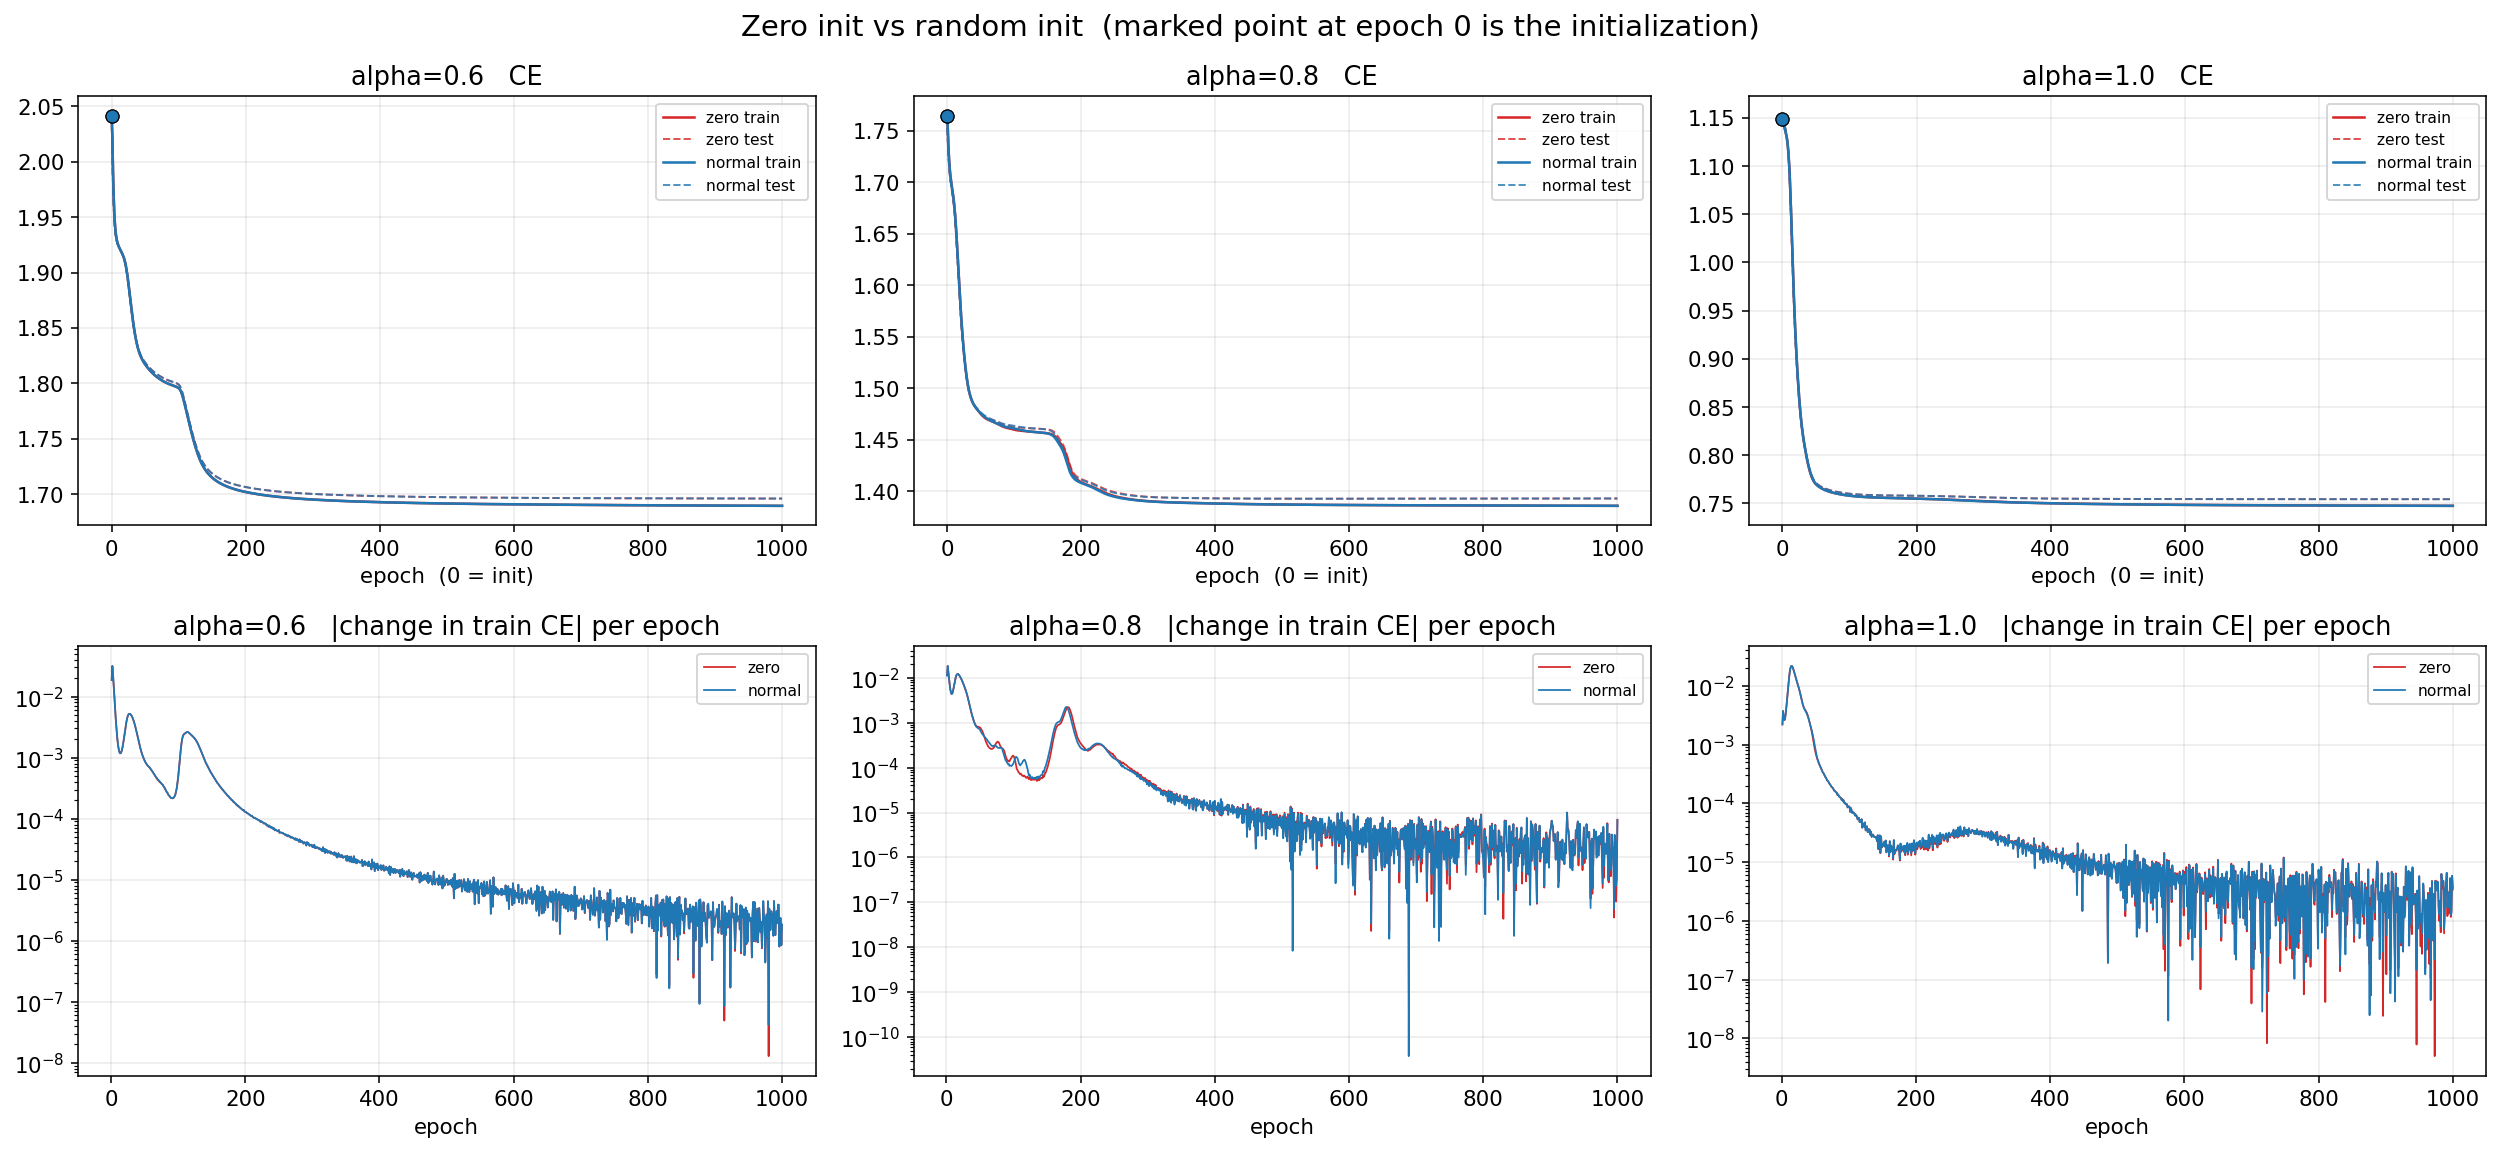 Zero init vs random init  (marked point at epoch 0 is the initialization)
alpha=0.6   CE
2.05
2.00
1.95
1.90
1.85
1.80
1.75
1.70
0 200 400 600 800 1000
epoch  (0 = init)
zero train
zero test
normal train
normal test
alpha=0.8   CE
1.75
1.70
1.65
1.60
1.55
1.50
1.45
1.40
0 200 400 600 800 1000
epoch  (0 = init)
zero train
zero test
normal train
normal test
alpha=1.0   CE
1.15
1.10
1.05
1.00
0.95
0.90
0.85
0.80
0.75
0 200 400 600 800 1000
epoch  (0 = init)
zero train
zero test
normal train
normal test
alpha=0.6   |change in train CE| per epoch
10⁻²
10⁻³
10⁻⁴
10⁻⁵
10⁻⁶
10⁻⁷
10⁻⁸
0 200 400 600 800 1000
epoch
zero
normal
alpha=0.8   |change in train CE| per epoch
10⁻²
10⁻³
10⁻⁴
10⁻⁵
10⁻⁶
10⁻⁷
10⁻⁸
10⁻⁹
10⁻¹⁰
0 200 400 600 800 1000
epoch
zero
normal
alpha=1.0   |change in train CE| per epoch
10⁻²
10⁻³
10⁻⁴
10⁻⁵
10⁻⁶
10⁻⁷
10⁻⁸
0 200 400 600 800 1000
epoch
zero
normal